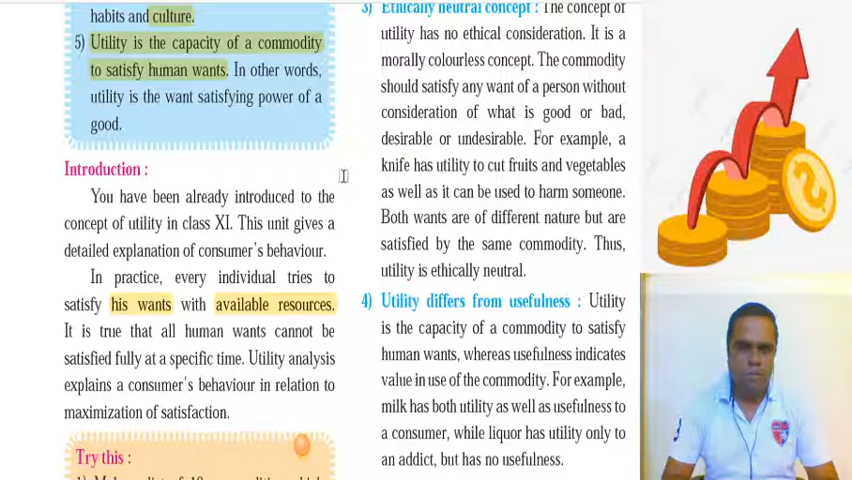 habits and culture.
5) Utility is the capacity of a commodity
to satisfy human wants. In other words,
utility is the want satisfying power of a
good.
Introduction :
You have been already introduced to the
concept of utility in class XI. This unit gives a
detailed explanation of consumer's behaviour.
In practice, every individual tries to
satisfy his wants with available resources.
It is true that all human wants cannot be
satisfied fully at a specific time. Utility analysis
explains a consumer's behaviour in relation to
maximization of satisfaction.
Try this :
3) Ethically neutral concept : The concept of
utility has no ethical consideration. It is a
morally colourless concept. The commodity
should satisfy any want of a person without
consideration of what is good or bad,
desirable or undesirable. For example, a
knife has utility to cut fruits and vegetables
as well as it can be used to harm someone.
Both wants are of different nature but are
satisfied by the same commodity. Thus,
utility is ethically neutral.
4) Utility differs from usefulness : Utility
is the capacity of a commodity to satisfy
human wants, whereas usefulness indicates
value in use of the commodity. For example,
milk has both utility as well as usefulness to
a consumer, while liquor has utility only to
an addict, but has no usefulness.